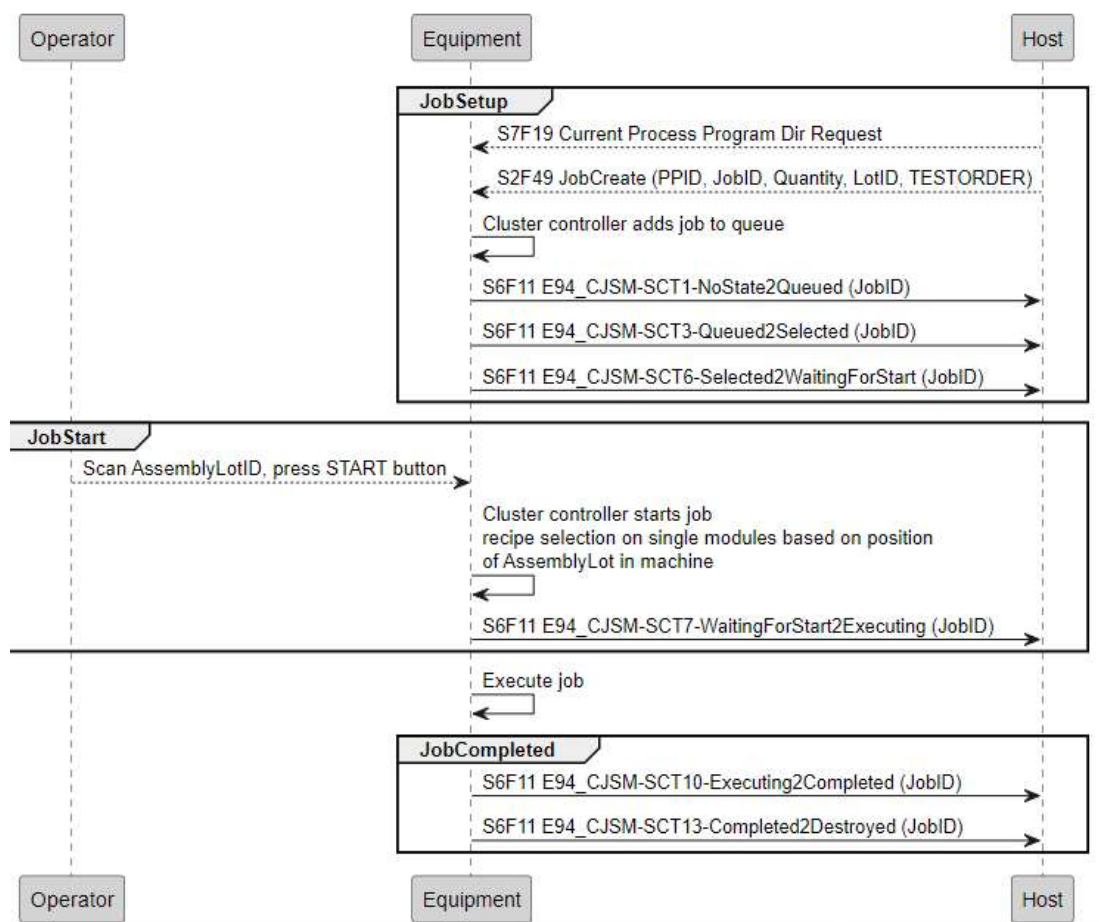 Operator
Equipment
Host
JobSetup
S7F19 Current Process Program Dir Request
S2F49 JobCreate (PPID, JobID, Quantity, LotID, TESTORDER)
Cluster controller adds job to queue
S6F11 E94_CJSM-SCT1-NoState2Queued (JobID)
S6F11 E94_CJSM-SCT3-Queued2Selected (JobID)
S6F11 E94_CJSM-SCT6-Selected2WaitingForStart (JobID)
JobStart
Scan AssemblyLotID, press START button
Cluster controller starts job
recipe selection on single modules based on position
of AssemblyLot in machine
S6F11 E94_CJSM-SCT7-WaitingForStart2Executing (JobID)
Execute job
JobCompleted
S6F11 E94_CJSM-SCT10-Executing2Completed (JobID)
S6F11 E94_CJSM-SCT13-Completed2Destroyed (JobID)
Operator
Equipment
Host